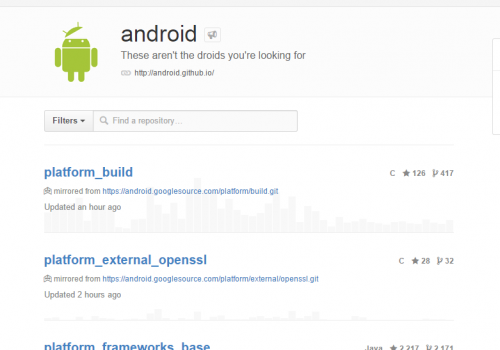 android
These aren't the droids you're looking for
http://android.github.io/
Filters
Find a repository...
platform_build
C 126 417
mirrored from https://android.googlesource.com/platform/build.git
Updated an hour ago
platform_external_openssl
C 28 32
mirrored from https://android.googlesource.com/platform/external/openssl.git
Updated 2 hours ago
platform_frameworks_base
Java 2,217 2,171